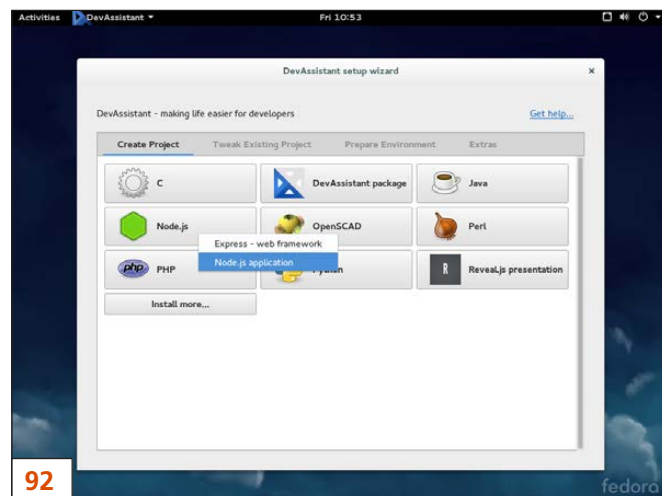 Activities DevAssistant Fri 10:53
DevAssistant setup wizard ×
DevAssistant - making life easier for developers Get help...
Create Project Tweak Existing Project Prepare Environment Extras
C DevAssistant package Java
Node.js OpenSCAD Perl
Express - web framework
Node.js application
php PHP Python R Reveal.js presentation
Install more...
92
fedora